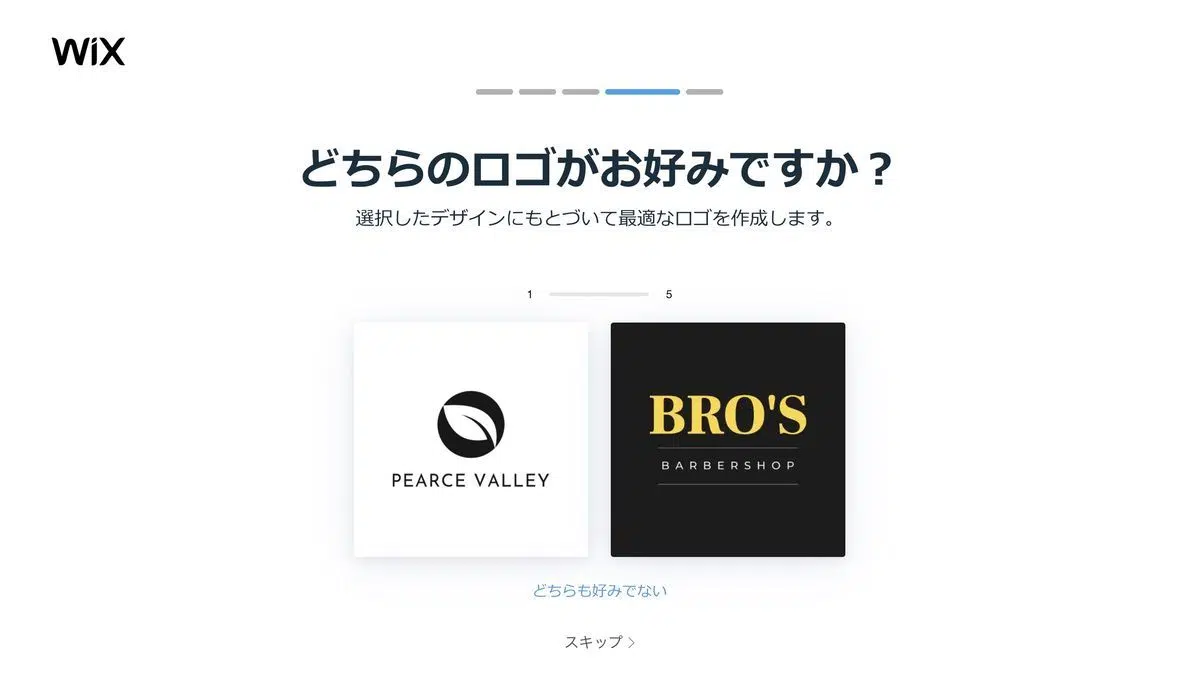 WiX
どちらのロゴがお好みですか？
選択したデザインにもとづいて最適なロゴを作成します。
1 5
PEARCE VALLEY
BRO'S
BARBERSHOP
どちらも好みでない
スキップ >